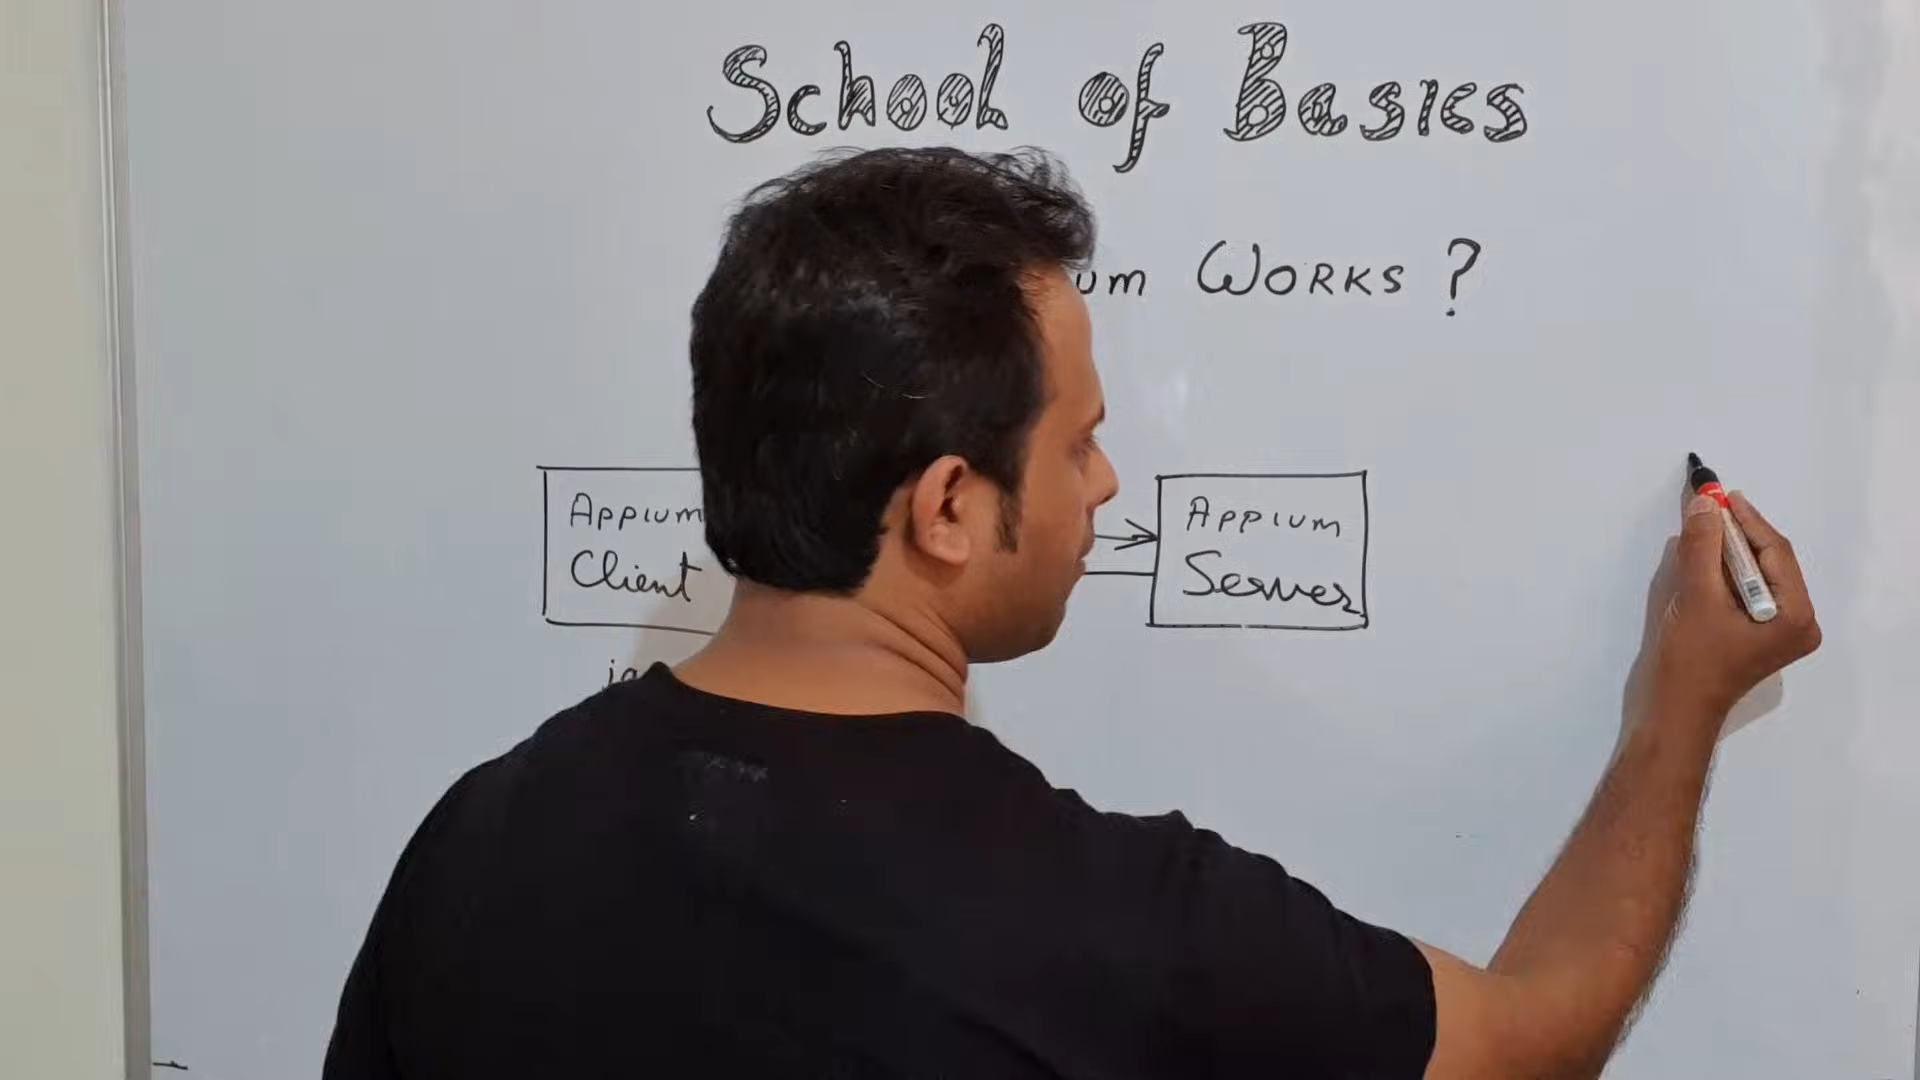 School of Basics
um WORKS ?
Appium
Client
Appium
Server